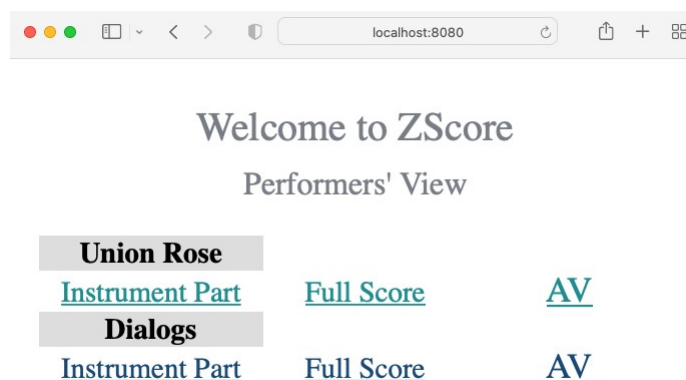 localhost:8080
Welcome to ZScore
Performers' View
Union Rose
Instrument Part Full Score AV
Dialogs
Instrument Part Full Score AV